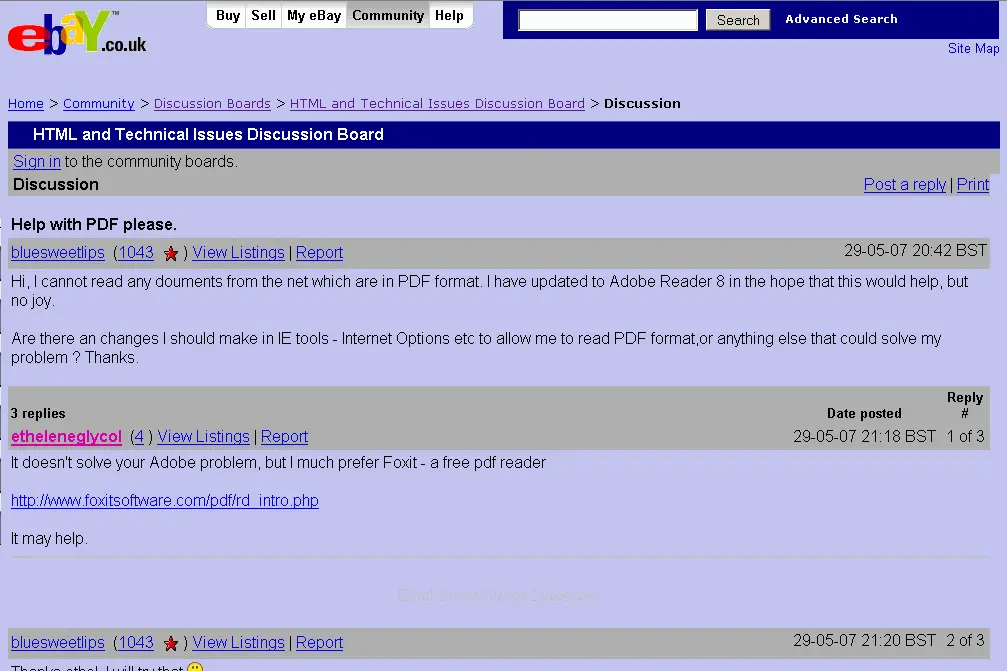 ebaY™.co.uk
Buy Sell My eBay Community Help
Search Advanced Search
Site Map
Home > Community > Discussion Boards > HTML and Technical Issues Discussion Board > Discussion
HTML and Technical Issues Discussion Board
Sign in to the community boards.
Discussion Post a reply | Print
Help with PDF please.
bluesweetlips (1043 ) View Listings | Report 29-05-07 20:42 BST
Hi, I cannot read any douments from the net which are in PDF format. I have updated to Adobe Reader 8 in the hope that this would help, but
no joy.
Are there an changes I should make in IE tools - Internet Options etc to allow me to read PDF format,or anything else that could solve my
problem ? Thanks.
3 replies Date posted Reply #
etheleneglycol (4 ) View Listings | Report 29-05-07 21:18 BST 1 of 3
It doesn't solve your Adobe problem, but I much prefer Foxit - a free pdf reader
http://www.foxitsoftware.com/pdf/rd_intro.php
It may help.
bluesweetlips (1043 ) View Listings | Report 29-05-07 21:20 BST 2 of 3
Thanks ethel, I will try that